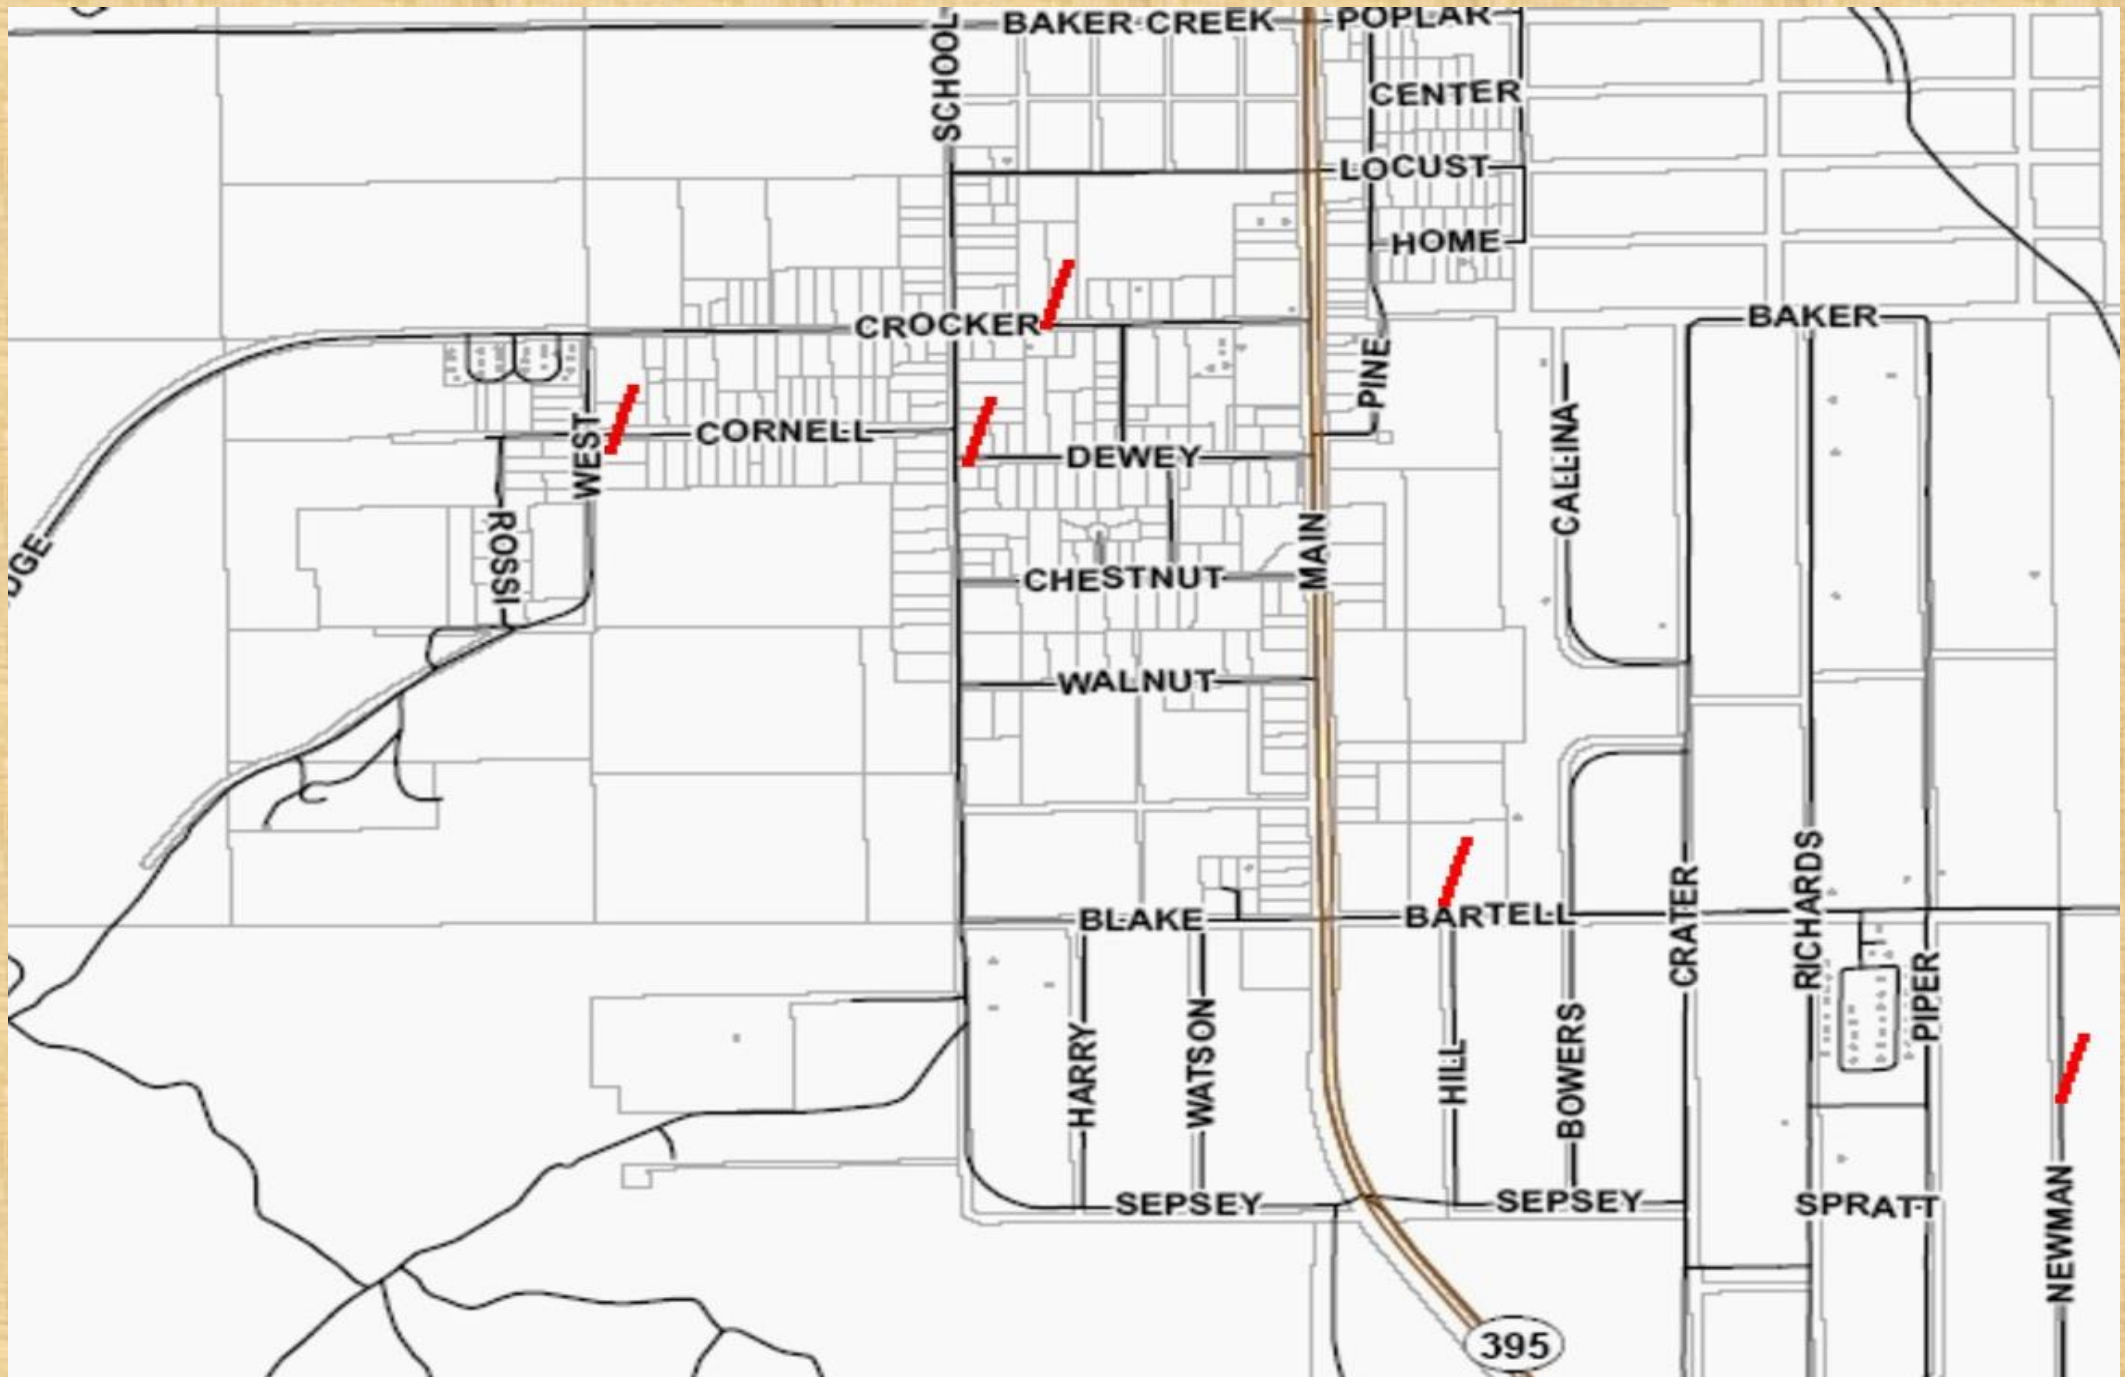 BAKER CREEK
POPLAR
SCHOOL
CENTER
LOCUST
HOME
CROCKER
BAKER
PINE
WEST
CORNELL
DEWEY
CALLINA
ROSSI
MAIN
CHESTNUT
WALNUT
BLAKE
BARTELL
CRATER
RICHARDS
PIPER
HARRY
WATSON
HILL
BOWERS
SEPSEY
SEPSEY
SPRATT
NEWMAN
395